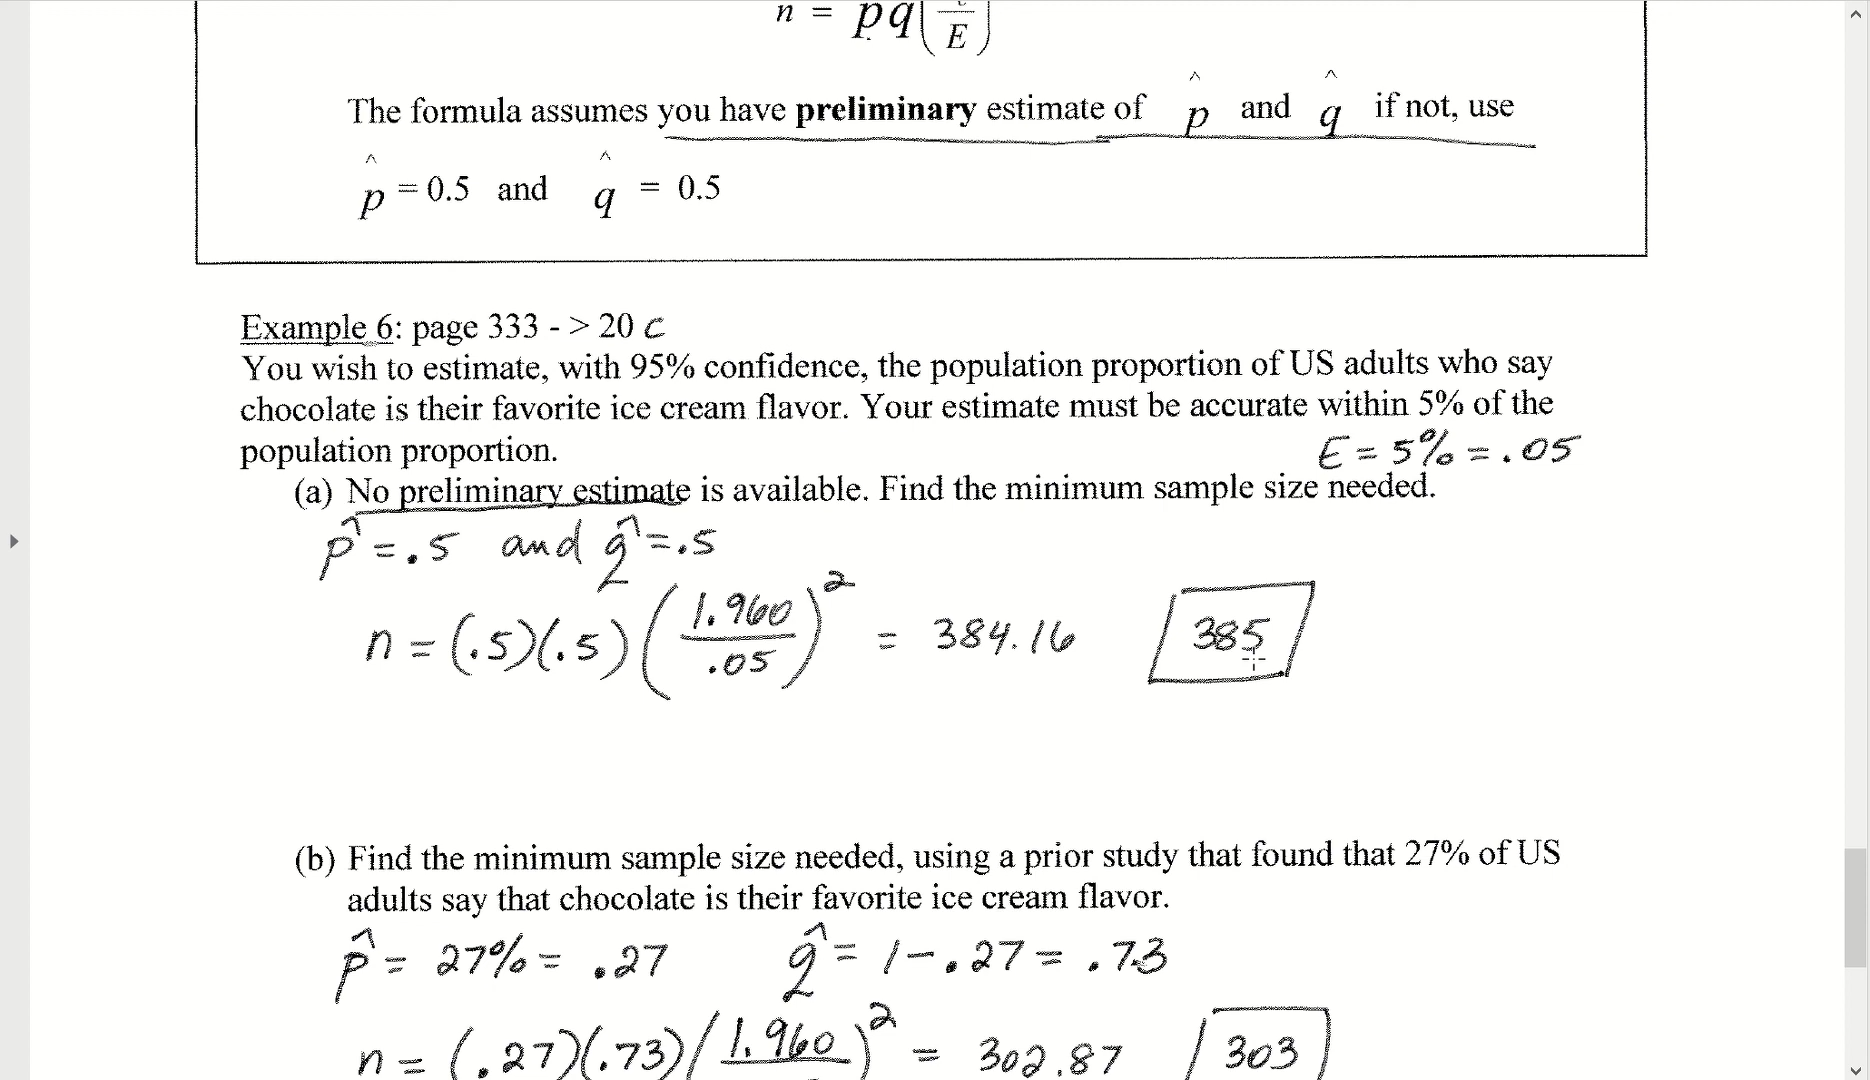 n = pq( / E )
The formula assumes you have preliminary estimate of p̂ and q̂ if not, use
p̂ = 0.5 and q̂ = 0.5
Example 6: page 333 - > 20 c
You wish to estimate, with 95% confidence, the population proportion of US adults who say
chocolate is their favorite ice cream flavor. Your estimate must be accurate within 5% of the
population proportion. E = 5% = .05
(a) No preliminary estimate is available. Find the minimum sample size needed.
p̂ = .5 and q̂ = .5
n = (.5)(.5)(1.960/.05)² = 384.16 385
(b) Find the minimum sample size needed, using a prior study that found that 27% of US
adults say that chocolate is their favorite ice cream flavor.
p̂ = 27% = .27 q̂ = 1 - .27 = .73
n = (.27)(.73)(1.960 )² = 302.87 303